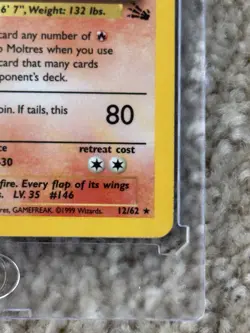 6' 7", Weight: 132 lbs.
card any number of
Moltres when you use
card that many cards
ponent's deck.
oin. If tails, this
80
ce
retreat cost
-30
fire. Every flap of its wings
s. LV. 35 #146
res, GAMEFREAK. ©1999 Wizards.
12/62 ★